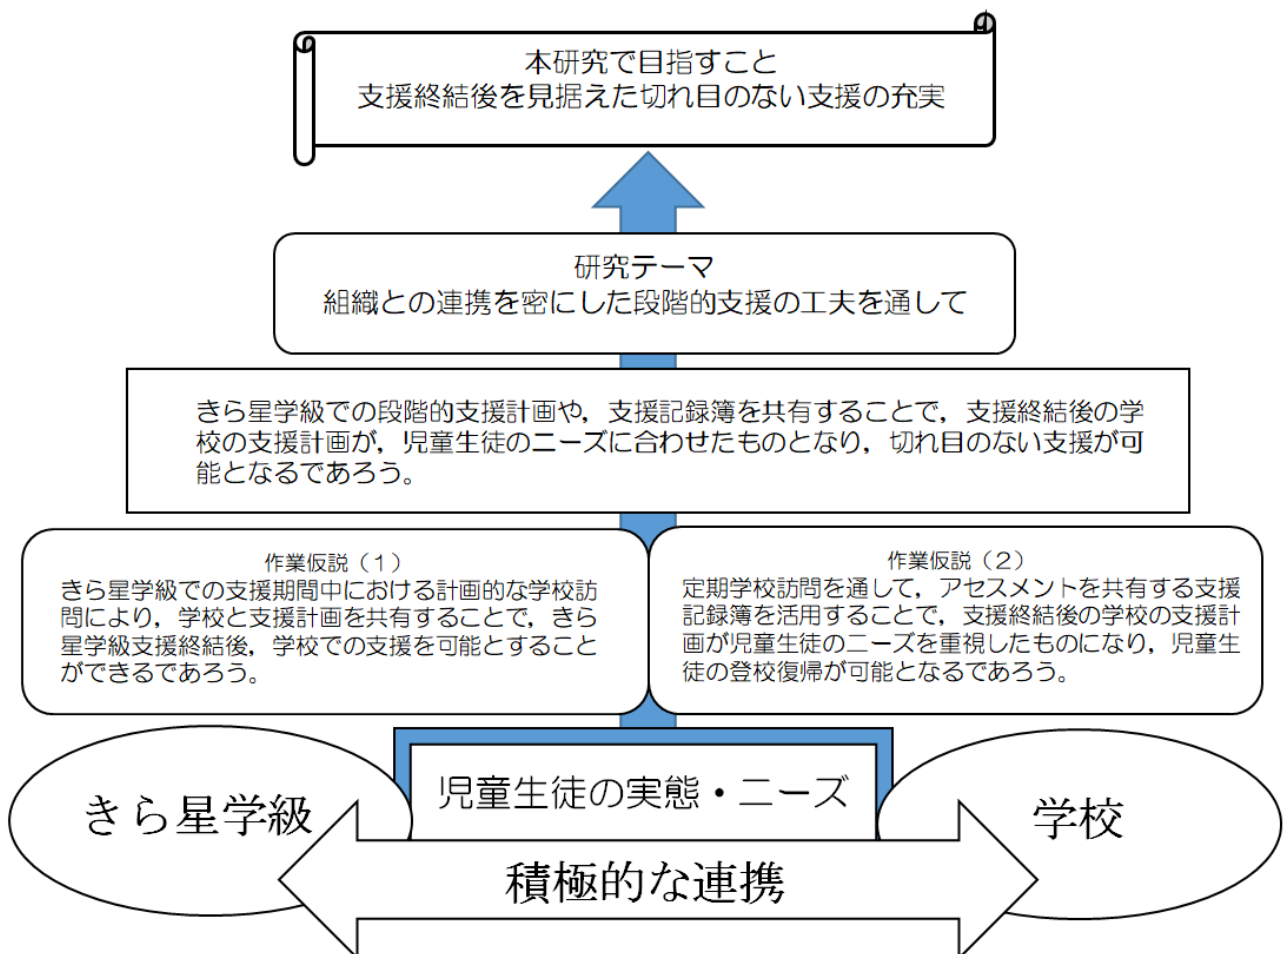 本研究で目指すこと
支援終結後を見据えた切れ目のない支援の充実
研究テーマ
組織との連携を密にした段階的支援の工夫を通して
きら星学級での段階的支援計画や，支援記録簿を共有することで，支援終結後の学
校の支援計画が，児童生徒のニーズに合わせたものとなり，切れ目のない支援が可
能となるであろう。
作業仮説（１）
きら星学級での支援期間中における計画的な学校訪
問により，学校と支援計画を共有することで，きら
星学級支援終結後，学校での支援を可能とすること
ができるであろう。
作業仮説（２）
定期学校訪問を通して，アセスメントを共有する支援
記録簿を活用することで，支援終結後の学校の支援計
画が児童生徒のニーズを重視したものになり，児童生
徒の登校復帰が可能となるであろう。
児童生徒の実態・ニーズ
きら星学級
学校
積極的な連携